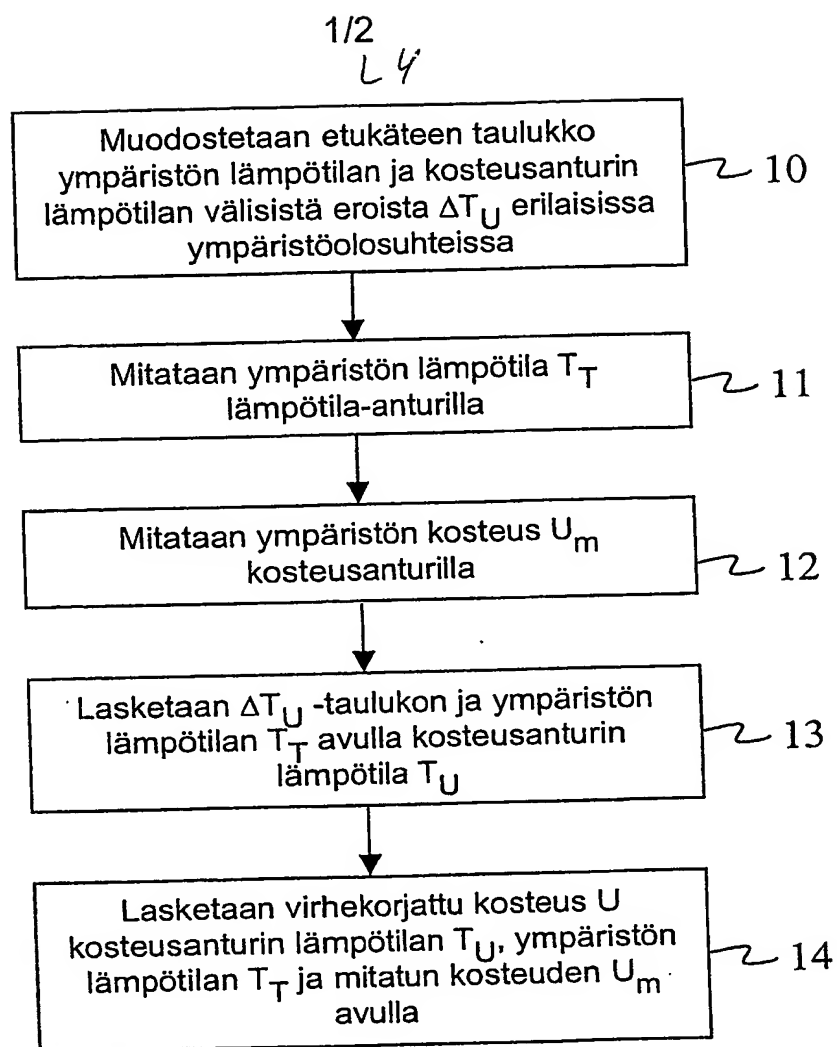 1/2
L 4
Muodostetaan etukäteen taulukko
ympäristön lämpötilan ja kosteusanturin
lämpötilan välisistä eroista ΔT_U erilaisissa
ympäristöolosuhteissa
10
Mitataan ympäristön lämpötila T_T
lämpötila-anturilla
11
Mitataan ympäristön kosteus U_m
kosteusanturilla
12
Lasketaan ΔT_U -taulukon ja ympäristön
lämpötilan T_T avulla kosteusanturin
lämpötila T_U
13
Lasketaan virhekorjattu kosteus U
kosteusanturin lämpötilan T_U, ympäristön
lämpötilan T_T ja mitatun kosteuden U_m
avulla
14